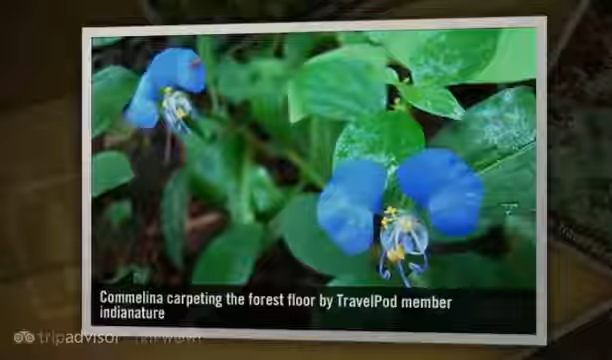 Commelina carpeting the forest floor by TravelPod member
indianature
tripadvisor